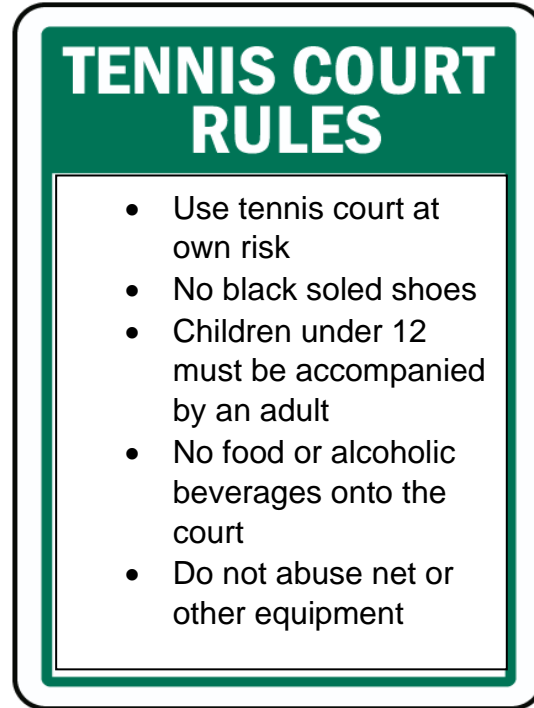 TENNIS COURT
RULES
• Use tennis court at
own risk
• No black soled shoes
• Children under 12
must be accompanied
by an adult
• No food or alcoholic
beverages onto the
court
• Do not abuse net or
other equipment